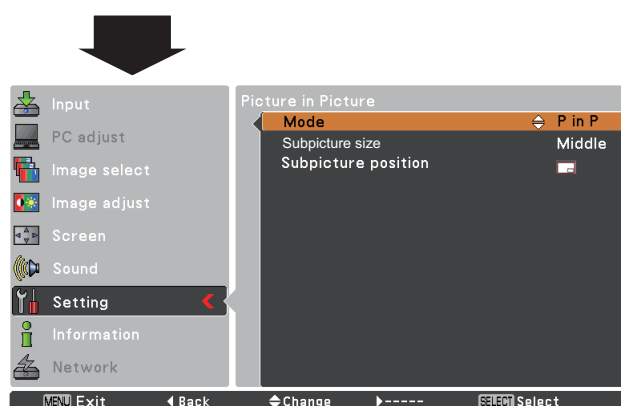 Input
PC adjust
Image select
Image adjust
Screen
Sound
Setting
Information
Network
Picture in Picture
Mode P in P
Subpicture size Middle
Subpicture position
MENU Exit Back Change ----- SELECT Select